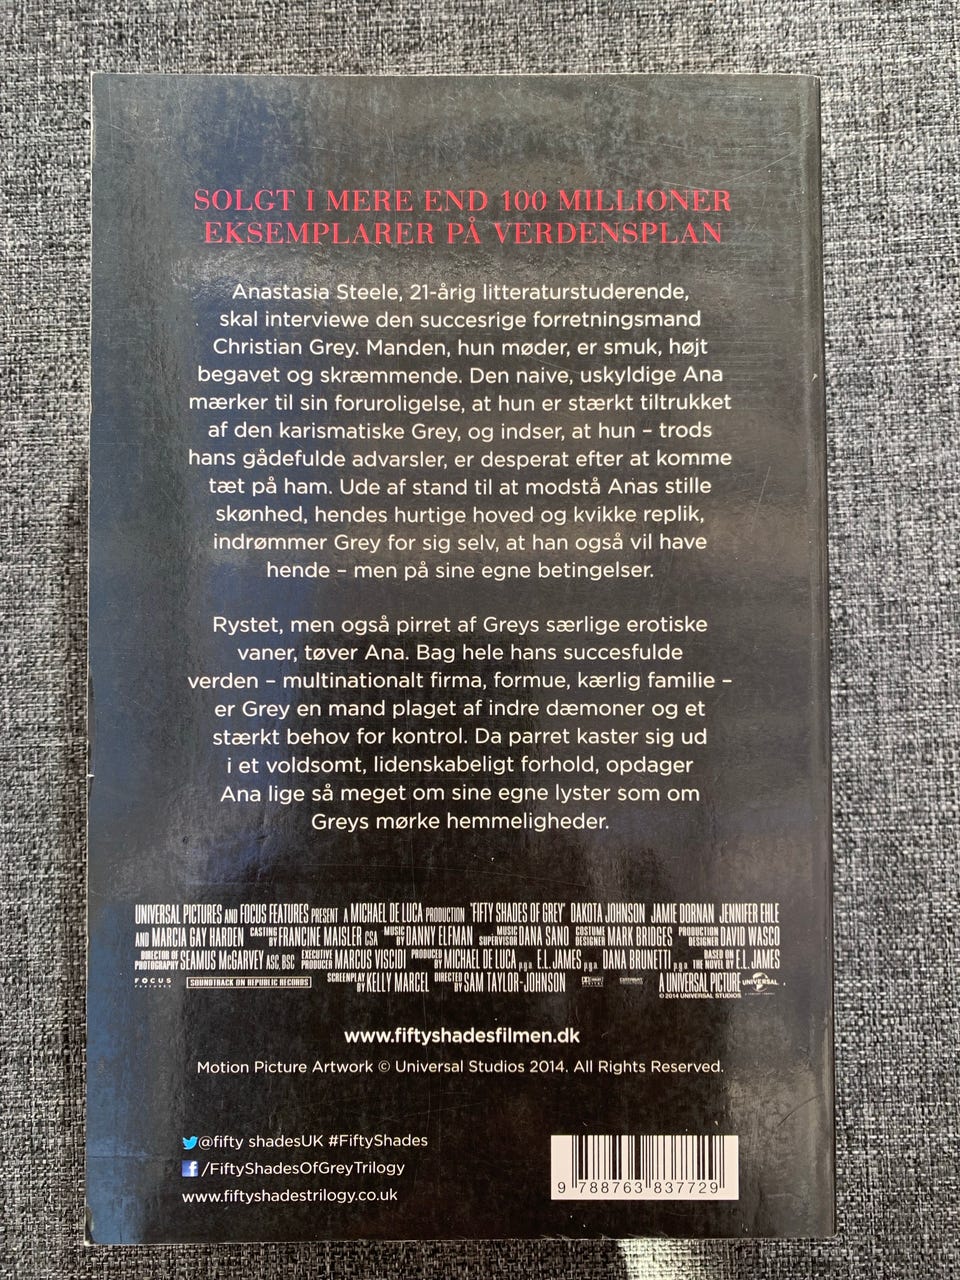 SOLGT I MERE END 100 MILLIONER
EKSEMPLARER PÅ VERDENSPLAN
Anastasia Steele, 21-årig litteraturstuderende,
skal interviewe den succesrige forretningsmand
Christian Grey. Manden, hun møder, er smuk, højt
begavet og skræmmende. Den naive, uskyldige Ana
mærker til sin foruroligelse, at hun er stærkt tiltrukket
af den karismatiske Grey, og indser, at hun – trods
hans gådefulde advarsler, er desperat efter at komme
tæt på ham. Ude af stand til at modstå Anas stille
skønhed, hendes hurtige hoved og kvikke replik,
indrømmer Grey for sig selv, at han også vil have
hende – men på sine egne betingelser.
Rystet, men også pirret af Greys særlige erotiske
vaner, tøver Ana. Bag hele hans succesfulde
verden – multinationalt firma, formue, kærlig familie –
er Grey en mand plaget af indre dæmoner og et
stærkt behov for kontrol. Da parret kaster sig ud
i et voldsomt, lidenskabeligt forhold, opdager
Ana lige så meget om sine egne lyster som om
Greys mørke hemmeligheder.
UNIVERSAL PICTURES AND FOCUS FEATURES PRESENT A MICHAEL DE LUCA PRODUCTION "FIFTY SHADES OF GREY" DAKOTA JOHNSON JAMIE DORNAN JENNIFER EHLE
AND MARCIA GAY HARDEN CASTING BY FRANCINE MAISLER CSA MUSIC BY DANNY ELFMAN MUSIC SUPERVISOR DANA SANO COSTUME DESIGNER MARK BRIDGES PRODUCTION DESIGNER DAVID WASCO
DIRECTOR OF PHOTOGRAPHY SEAMUS McGARVEY ASC, BSC EXECUTIVE PRODUCER MARCUS VISCIDI PRODUCED BY MICHAEL DE LUCA p.g.a. E.L. JAMES p.g.a. DANA BRUNETTI p.g.a. BASED ON THE NOVEL BY E.L. JAMES
FOCUS FEATURES SOUNDTRACK ON REPUBLIC RECORDS SCREENPLAY BY KELLY MARCEL DIRECTED BY SAM TAYLOR-JOHNSON A UNIVERSAL PICTURE UNIVERSAL
© 2014 UNIVERSAL STUDIOS
www.fiftyshadesfilmen.dk
Motion Picture Artwork © Universal Studios 2014. All Rights Reserved.
@fifty shadesUK #FiftyShades
/FiftyShadesOfGreyTrilogy
www.fiftyshadestrilogy.co.uk
9 788763 837729